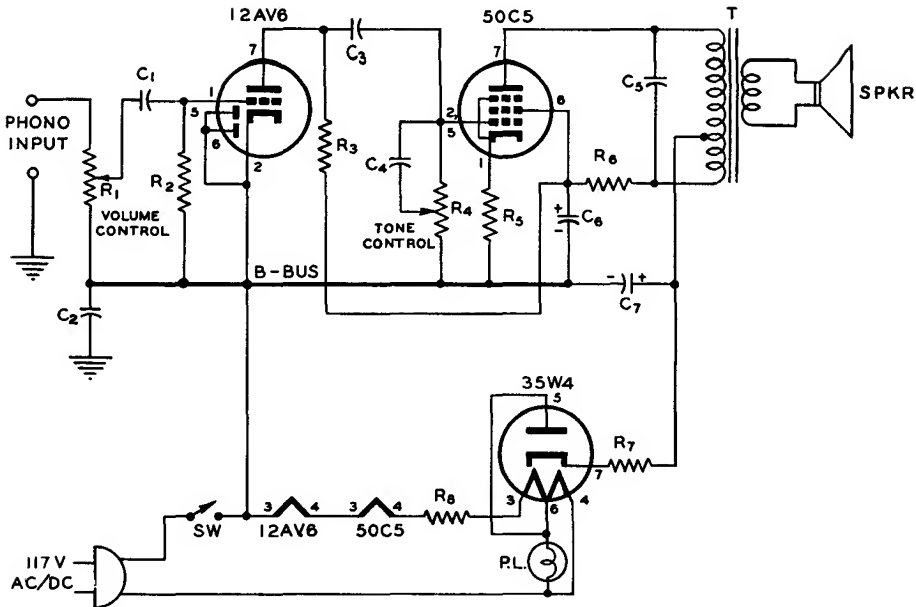 12AV6
50C5
T
7
C3
7
C1
1
5
6
2
PHONO
INPUT
R1
R2
VOLUME
CONTROL
R3
C4
2,
5
1
6
R4
TONE
CONTROL
R5
R6
+
-
C6
C5
SPKR
B-BUS
- +
C7
C2
35W4
5
7
R7
3
6
4
SW
3 4
12AV6
3 4
50C5
R8
P.L.
117V
AC/DC